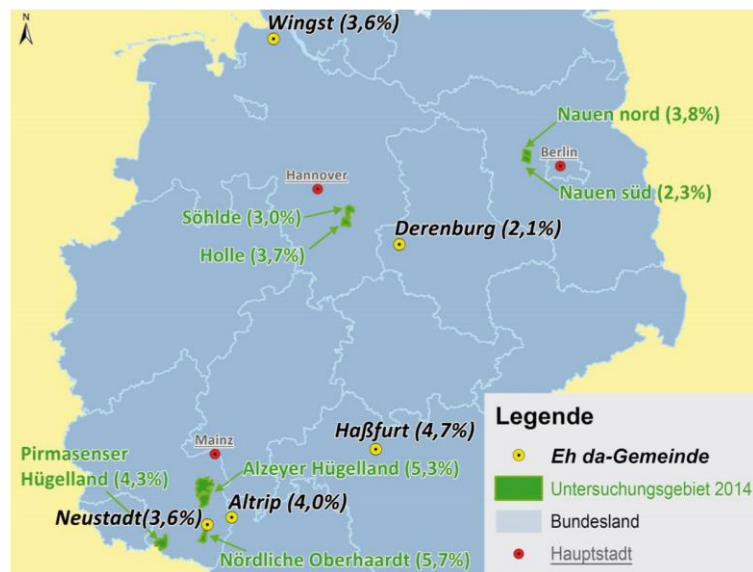 N
Wingst (3,6%)
Nauen nord (3,8%)
Berlin
Hannover
Nauen süd (2,3%)
Söhlde (3,0%)
Derenburg (2,1%)
Holle (3,7%)
Haßfurt (4,7%)
Mainz
Pirmasenser
Hügelland (4,3%)
Alzeyer Hügelland (5,3%)
Altrip (4,0%)
Neustadt(3,6%)
Nördliche Oberhaardt (5,7%)
Legende
Eh da-Gemeinde
Untersuchungsgebiet 2014
Bundesland
Hauptstadt